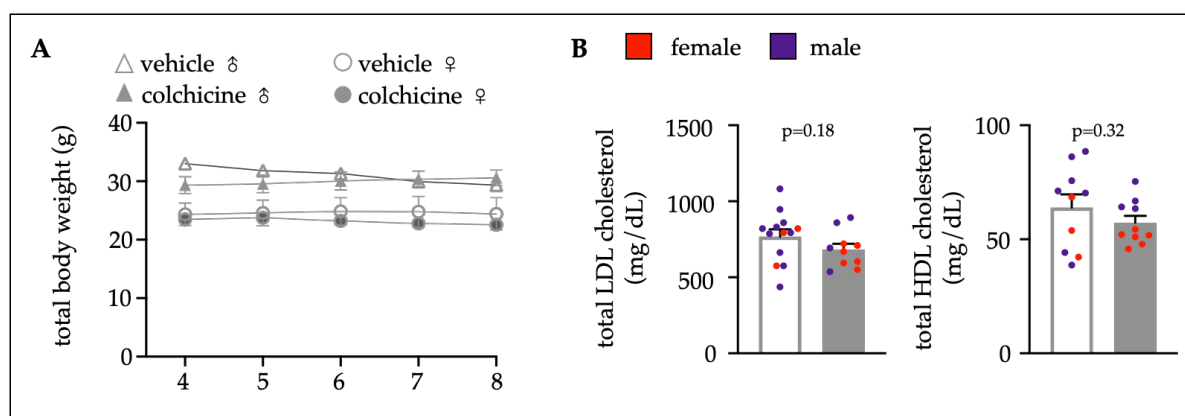 A
vehicle ♂
vehicle ♀
colchicine ♂
colchicine ♀
total body weight (g)
40
30
20
10
0
4 5 6 7 8
B
female
male
total LDL cholesterol
(mg/dL)
1500
1000
500
0
p=0.18
total HDL cholesterol
(mg/dL)
100
50
0
p=0.32